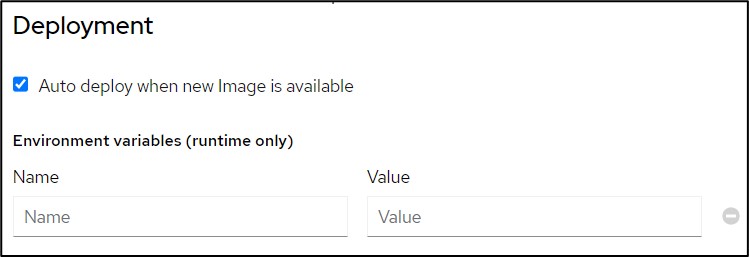 Deployment
Auto deploy when new Image is available
Environment variables (runtime only)
Name Value
Name Value